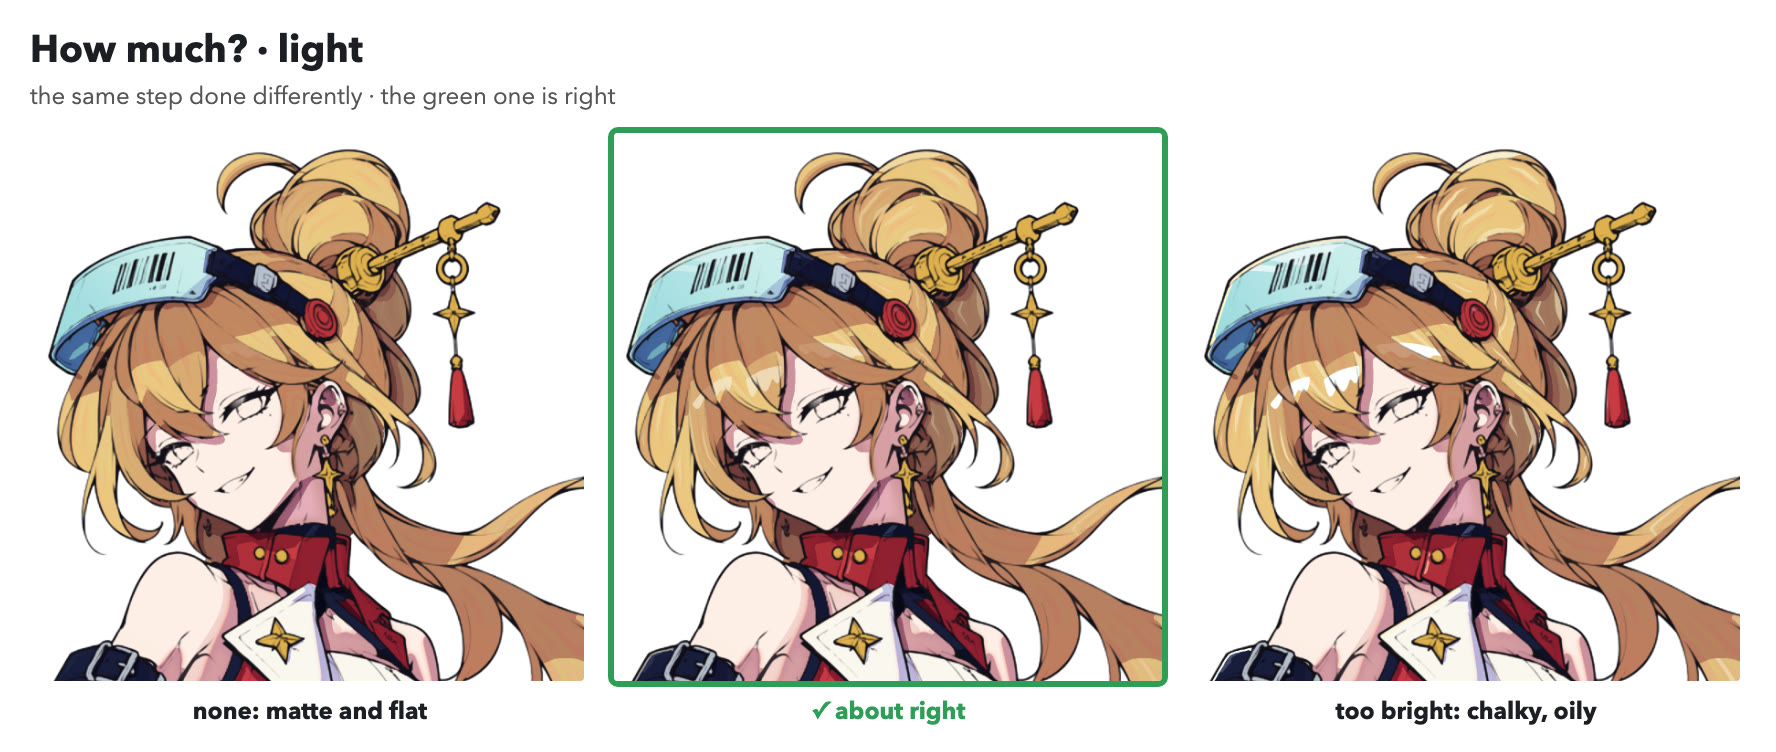 How much? · light
the same step done differently · the green one is right
none: matte and flat
✓ about right
too bright: chalky, oily